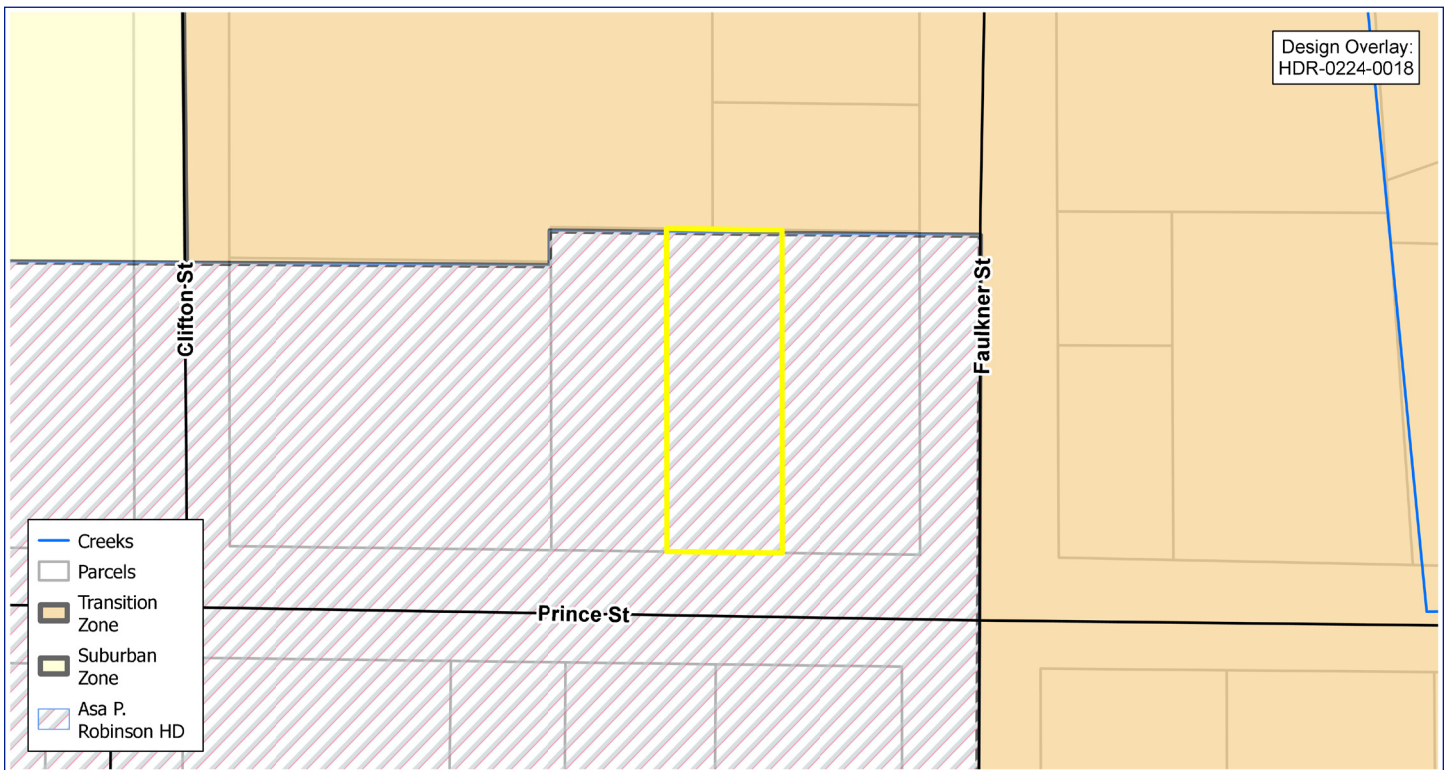 Design Overlay:
HDR-0224-0018
Clifton St
Faulkner St
Prince St
Creeks
Parcels
Transition
Zone
Suburban
Zone
Asa P.
Robinson HD